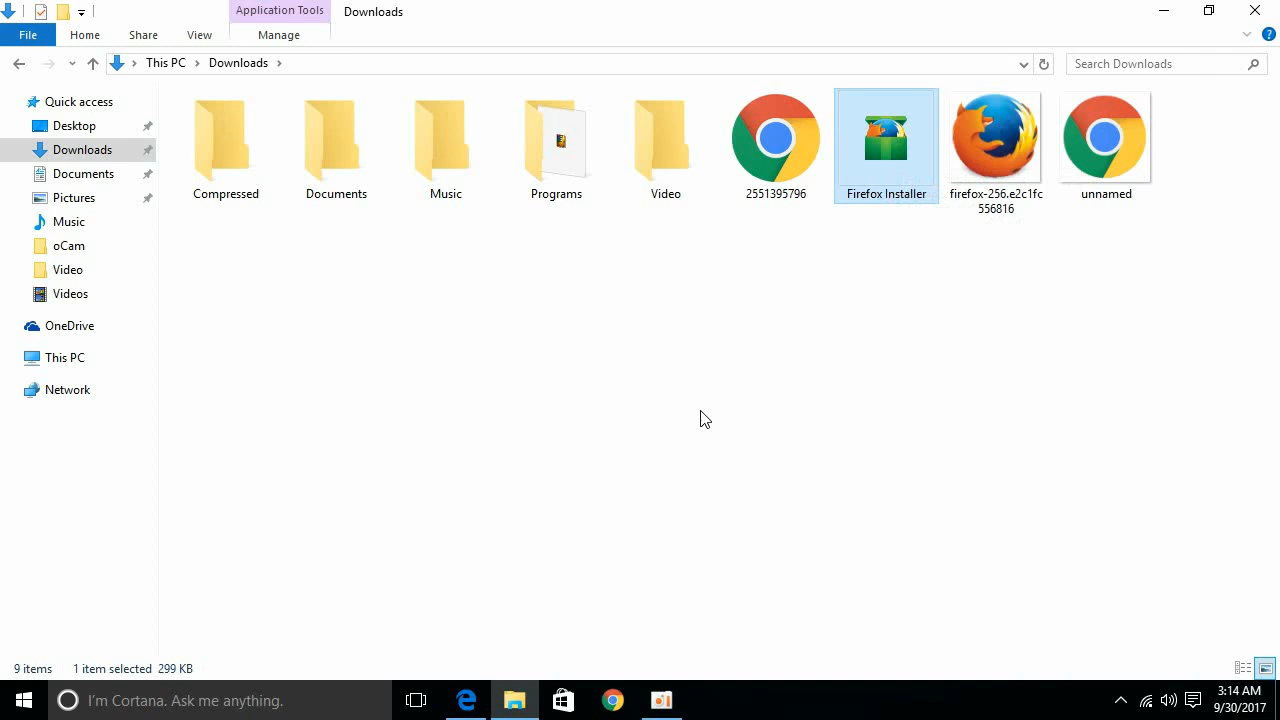 Application Tools
Downloads
File
Home
Share
View
Manage
This PC
Downloads
Search Downloads
Quick access
Desktop
Downloads
Documents
Pictures
Music
oCam
Video
Videos
OneDrive
This PC
Network
Compressed
Documents
Music
Programs
Video
2551395796
Firefox Installer
firefox-256.e2c1fc
556816
unnamed
9 items
1 item selected 299 KB
I'm Cortana. Ask me anything.
3:14 AM
9/30/2017